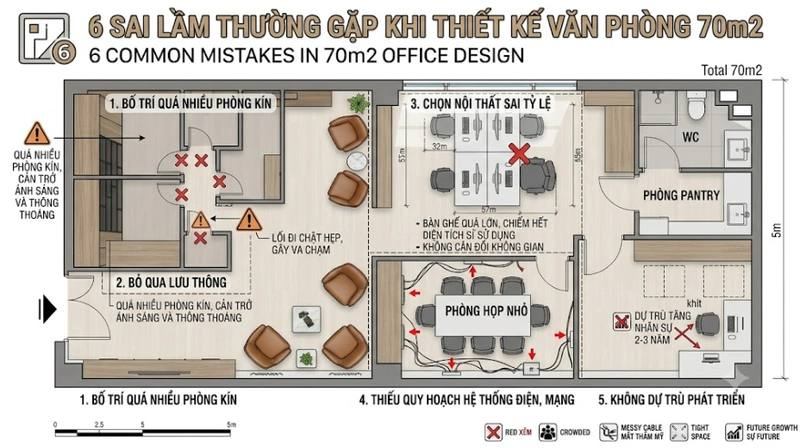 6 SAI LẦM THƯỜNG GẶP KHI THIẾT KẾ VĂN PHÒNG 70m2
6
6 COMMON MISTAKES IN 70m2 OFFICE DESIGN
Total 70m2
1. BỐ TRÍ QUÁ NHIỀU PHÒNG KÍN
3. CHỌN NỘI THẤT SAI TỶ LỆ
QUÁ NHIỀU
PHÒNG KÍN,
CẢN TRỞ
ÁNH SÁNG
VÀ THÔNG
THOÁNG
32m
57m
WC
PHÒNG PANTRY
- BÀN GHẾ QUÁ LỚN, CHIẾM HẾT
DIỆN TÍCH SĨ SỬ DỤNG
- KHÔNG CÂN ĐỐI KHÔNG GIAN
LỐI ĐI CHẬT HẸP,
GÂY VA CHẠM
5m
2. BỎ QUA LƯU THÔNG
QUÁ NHIỀU PHÒNG KÍN, CẢN TRỞ
ÁNH SÁNG VÀ THÔNG THOÁNG
PHÒNG HỌP NHỎ
khít
DỰ TRÙ TĂNG
NHÂN SỰ
2-3 NĂM
1. BỐ TRÍ QUÁ NHIỀU PHÒNG KÍN
4. THIẾU QUY HOẠCH HỆ THỐNG ĐIỆN, MẠNG
5. KHÔNG DỰ TRÙ PHÁT TRIỂN
0 2.5 5m
RED XẼM
CROWDED
MESSY CABLE
MẤT THẨM MỸ
TIGHT
SPACE
FUTURE GROWTH
SỰ FUTURE